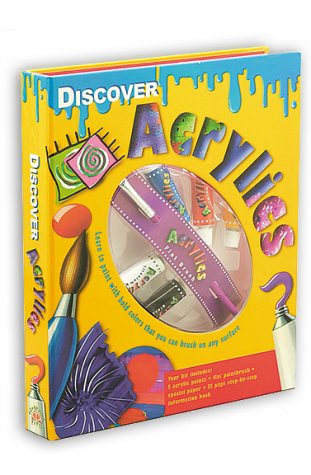 DISCOVER
Acrylics
Learn to paint with bold colors that you can brush on any surface
Acrylics
Your kit includes:
5 acrylic paints • fine paintbrush •
special paper • 32 page step-by-step
information book
DISCOVER
Acrylics